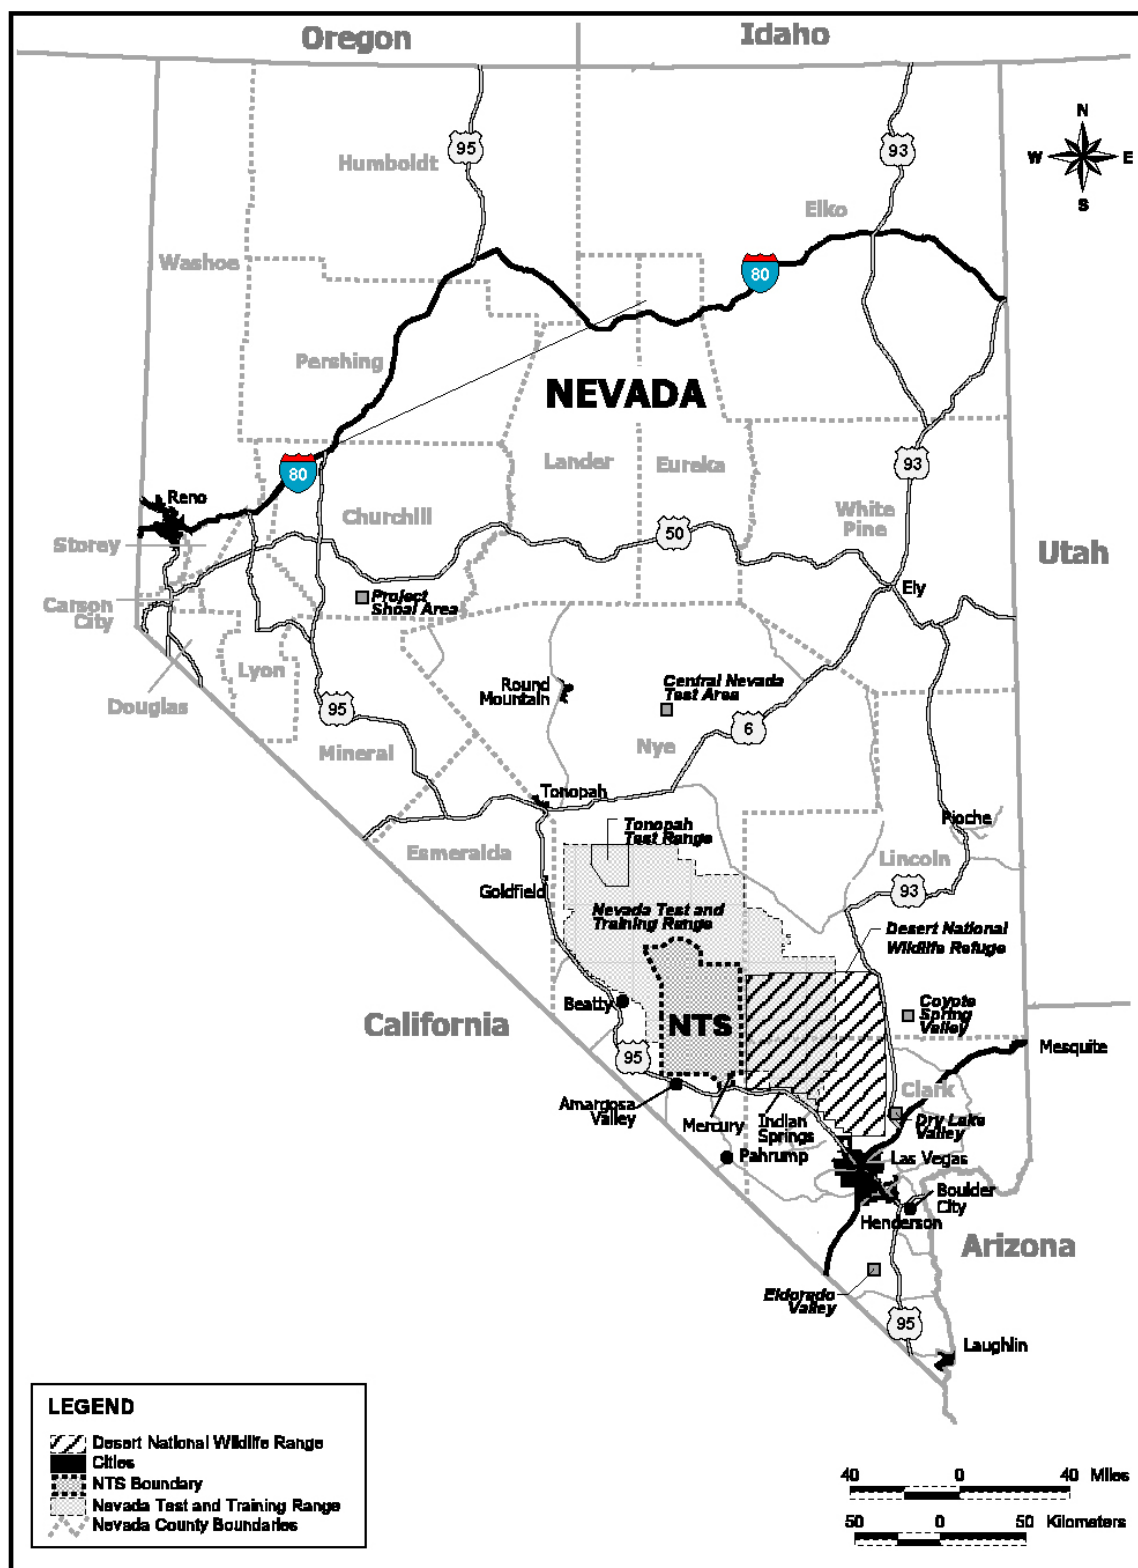 Oregon
Idaho
N
W
E
S
95
93
Humboldt
Elko
Washoe
80
Pershing
NEVADA
Lander
Eureka
93
80
Reno
Churchill
White
Pine
50
Storey
Utah
Carson
City
Project
Shoal Area
Ely
Lyon
Round
Mountain
Central Nevada
Test Area
Douglas
95
6
Mineral
Nye
Tonopah
Tonopah
Test Range
Pioche
Esmeralda
Lincoln
Goldfield
93
Nevada Test and
Training Range
Desert National
Wildlife Refuge
Beatty
California
NTS
Coyote
Spring
Valley
Mesquite
95
Clark
Amargosa
Valley
Mercury
Indian
Springs
Dry Lake
Valley
Pahrump
Las Vegas
Boulder
City
Henderson
Arizona
Eldorado
Valley
95
Laughlin
LEGEND
Desert National Wildlife Range
Cities
NTS Boundary
Nevada Test and Training Range
Nevada County Boundaries
40 0 40 Miles
50 0 50 Kilometers